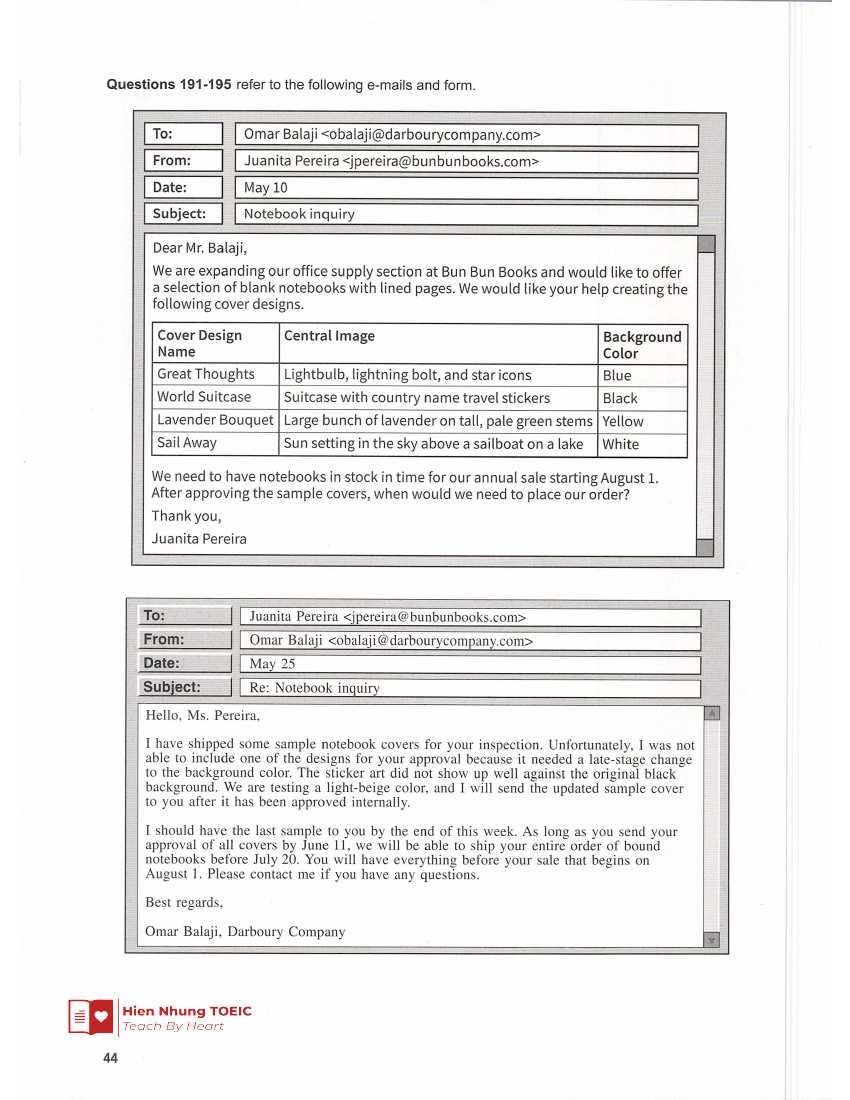 Questions 191-195 refer to the following e-mails and form.
To: Omar Balaji <obalaji@darbourycompany.com>
From: Juanita Pereira <jpereira@bunbunbooks.com>
Date: May 10
Subject: Notebook inquiry
Dear Mr. Balaji,
We are expanding our office supply section at Bun Bun Books and would like to offer
a selection of blank notebooks with lined pages. We would like your help creating the
following cover designs.
Cover Design Name Central Image Background Color
Great Thoughts Lightbulb, lightning bolt, and star icons Blue
World Suitcase Suitcase with country name travel stickers Black
Lavender Bouquet Large bunch of lavender on tall, pale green stems Yellow
Sail Away Sun setting in the sky above a sailboat on a lake White
We need to have notebooks in stock in time for our annual sale starting August 1.
After approving the sample covers, when would we need to place our order?
Thank you,
Juanita Pereira
To: Juanita Pereira <jpereira@bunbunbooks.com>
From: Omar Balaji <obalaji@darbourycompany.com>
Date: May 25
Subject: Re: Notebook inquiry
Hello, Ms. Pereira,
I have shipped some sample notebook covers for your inspection. Unfortunately, I was not
able to include one of the designs for your approval because it needed a late-stage change
to the background color. The sticker art did not show up well against the original black
background. We are testing a light-beige color, and I will send the updated sample cover
to you after it has been approved internally.
I should have the last sample to you by the end of this week. As long as you send your
approval of all covers by June 11, we will be able to ship your entire order of bound
notebooks before July 20. You will have everything before your sale that begins on
August 1. Please contact me if you have any questions.
Best regards,
Omar Balaji, Darboury Company
Hien Nhung TOEIC
Teach By Heart
44